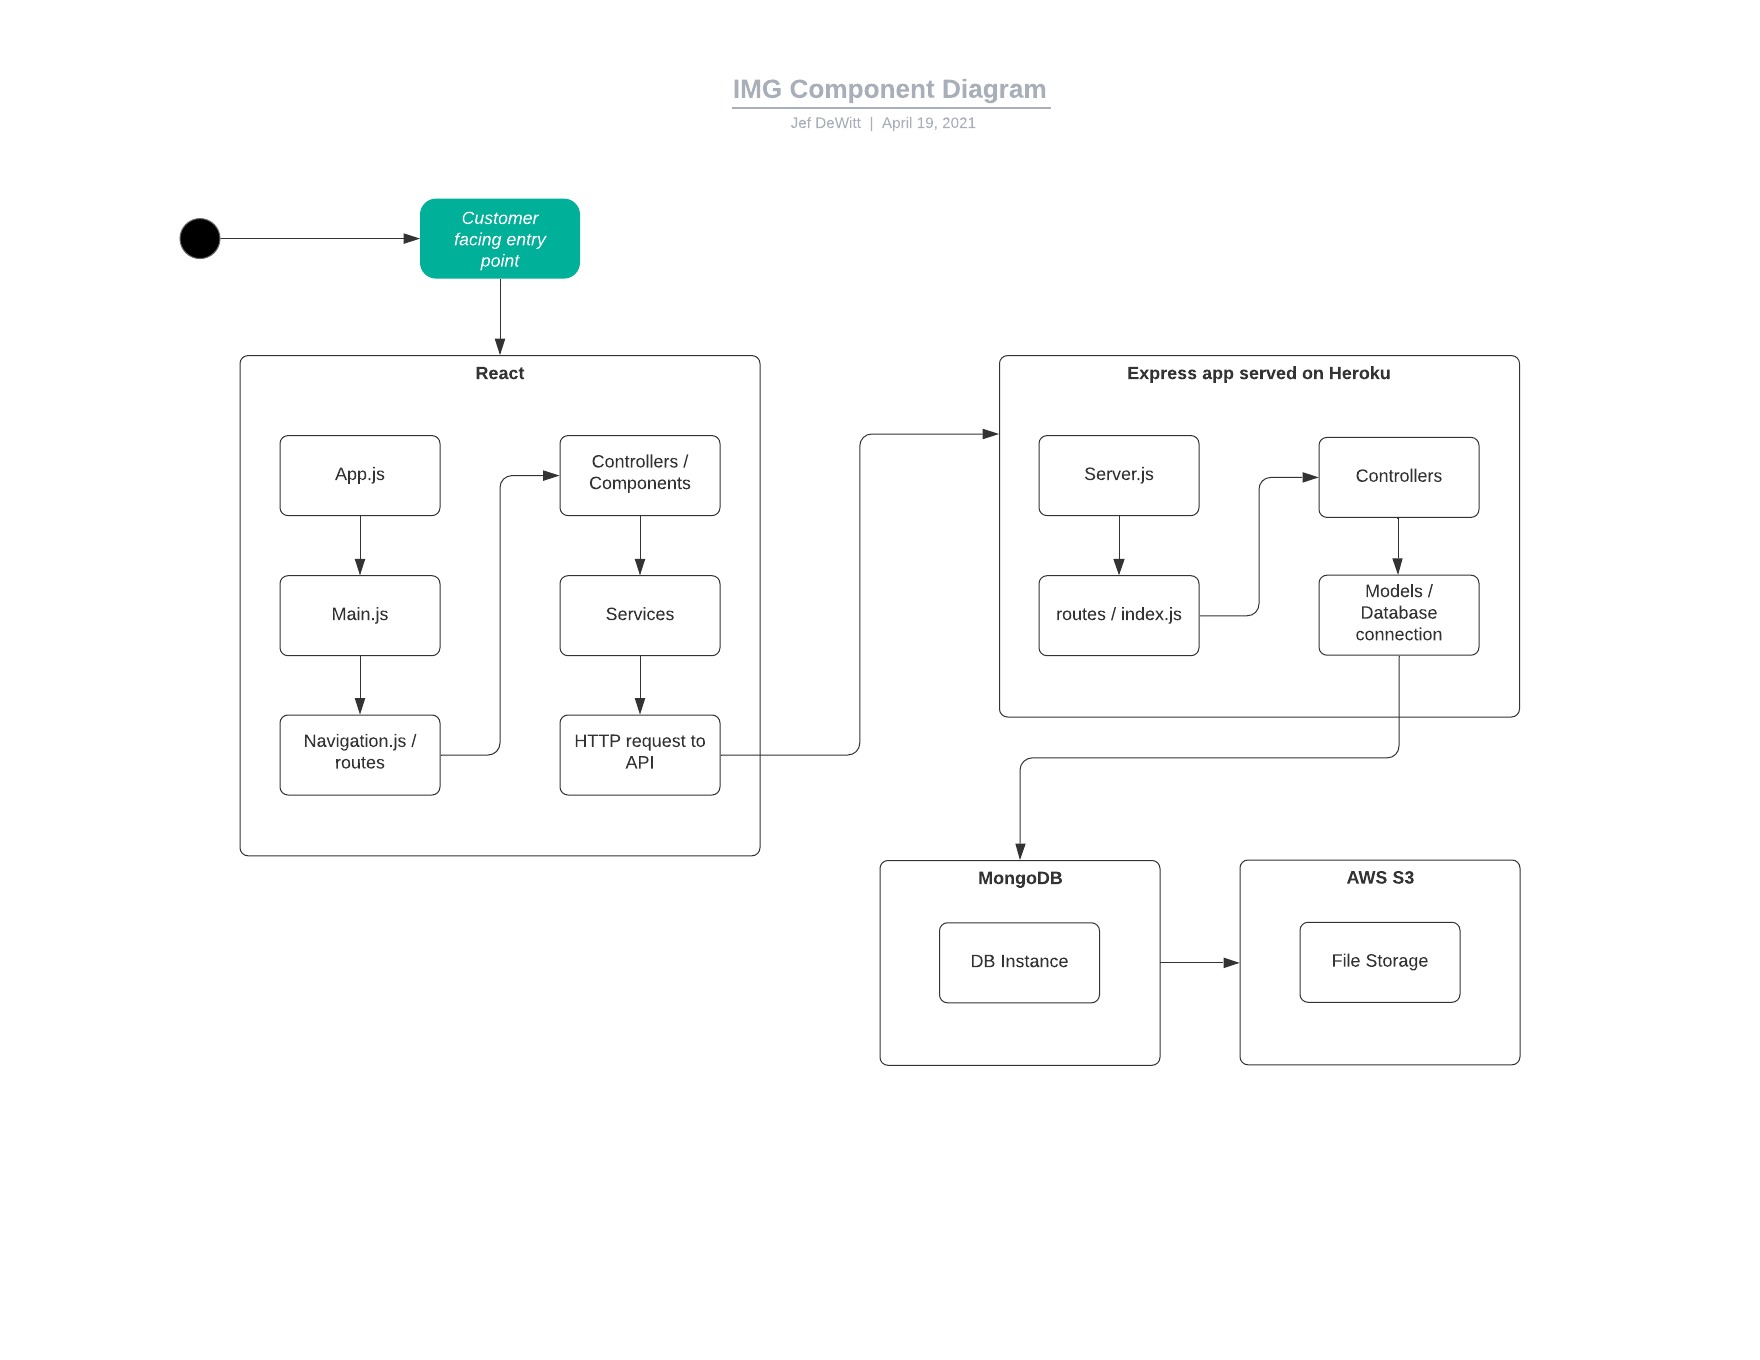 IMG Component Diagram
Jef DeWitt | April 19, 2021
Customer
facing entry
point
React
App.js
Main.js
Navigation.js /
routes
Controllers /
Components
Services
HTTP request to
API
Express app served on Heroku
Server.js
routes / index.js
Controllers
Models /
Database
connection
MongoDB
DB Instance
AWS S3
File Storage